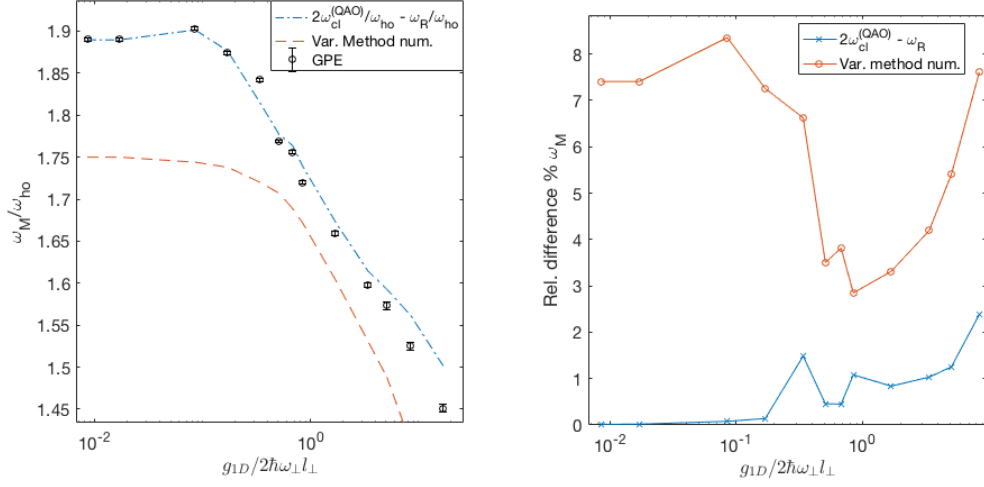 2ω_cl^(QAO)/ω_ho - ω_R/ω_ho
Var. Method num.
GPE
1.9
1.85
1.8
1.75
1.7
1.65
1.6
1.55
1.5
1.45
ω_M/ω_ho
10^-2
10^0
g_1D/2ħω_⊥l_⊥
2ω_cl^(QAO) - ω_R
Var. method num.
9
8
7
6
5
4
3
2
1
0
Rel. difference % ω_M
10^-2
10^-1
10^0
g_1D/2ħω_⊥l_⊥